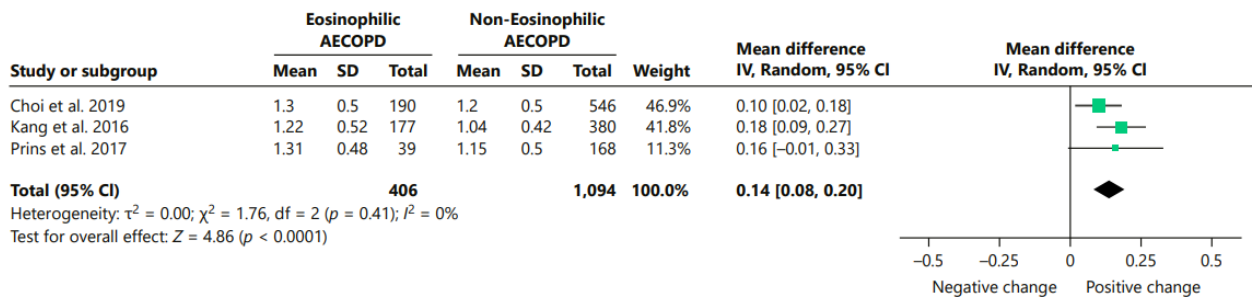 Eosinophilic AECOPD Non-Eosinophilic AECOPD Mean difference Mean difference
Study or subgroup Mean SD Total Mean SD Total Weight IV, Random, 95% CI IV, Random, 95% CI
Choi et al. 2019 1.3 0.5 190 1.2 0.5 546 46.9% 0.10 [0.02, 0.18]
Kang et al. 2016 1.22 0.52 177 1.04 0.42 380 41.8% 0.18 [0.09, 0.27]
Prins et al. 2017 1.31 0.48 39 1.15 0.5 168 11.3% 0.16 [−0.01, 0.33]
Total (95% CI) 406 1,094 100.0% 0.14 [0.08, 0.20]
Heterogeneity: τ² = 0.00; χ² = 1.76, df = 2 (p = 0.41); I² = 0%
Test for overall effect: Z = 4.86 (p < 0.0001)
−0.5 −0.25 0 0.25 0.5
Negative change Positive change